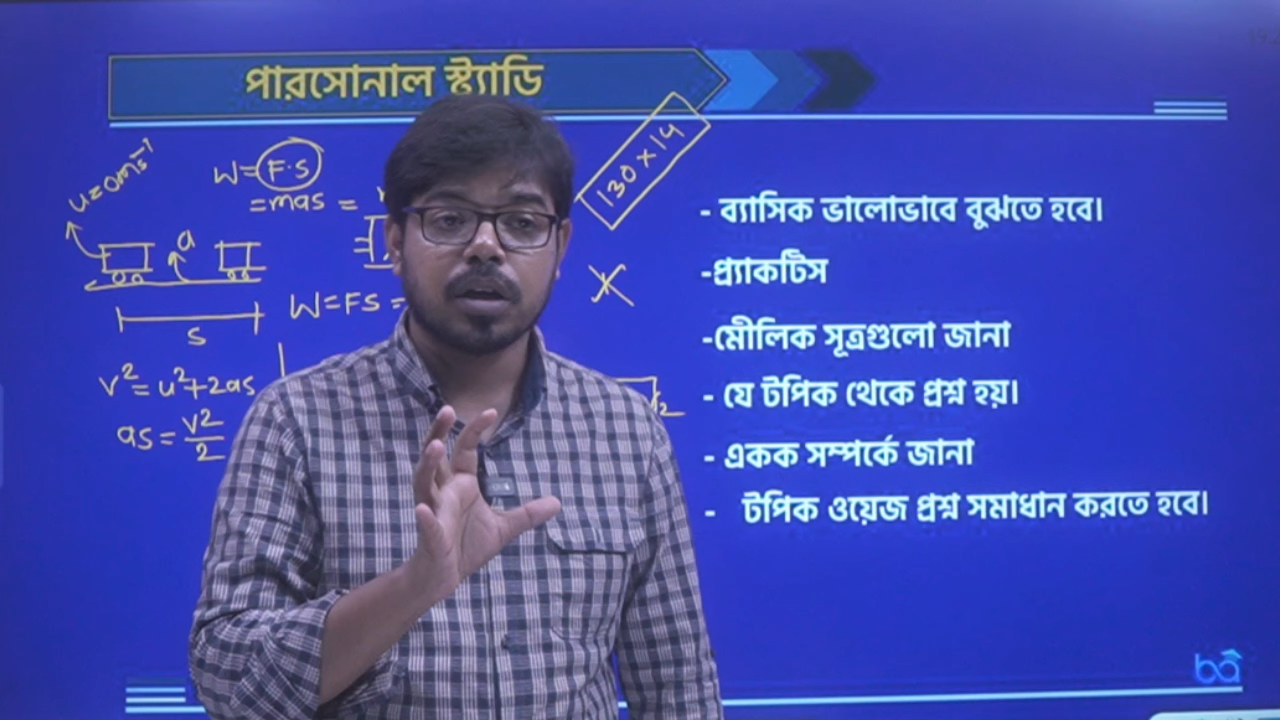 পারসোনাল স্ট্যাডি
u=0ms⁻¹
W=F.S
=mas =
130×14
a
S
W=FS=
v²=u²+2as
as=v²/2
- ব্যাসিক ভালোভাবে বুঝতে হবে।
-প্র্যাকটিস
-মৌলিক সূত্রগুলো জানা
- যে টপিক থেকে প্রশ্ন হয়।
- একক সম্পর্কে জানা
- টপিক ওয়েজ প্রশ্ন সমাধান করতে হবে।
ba